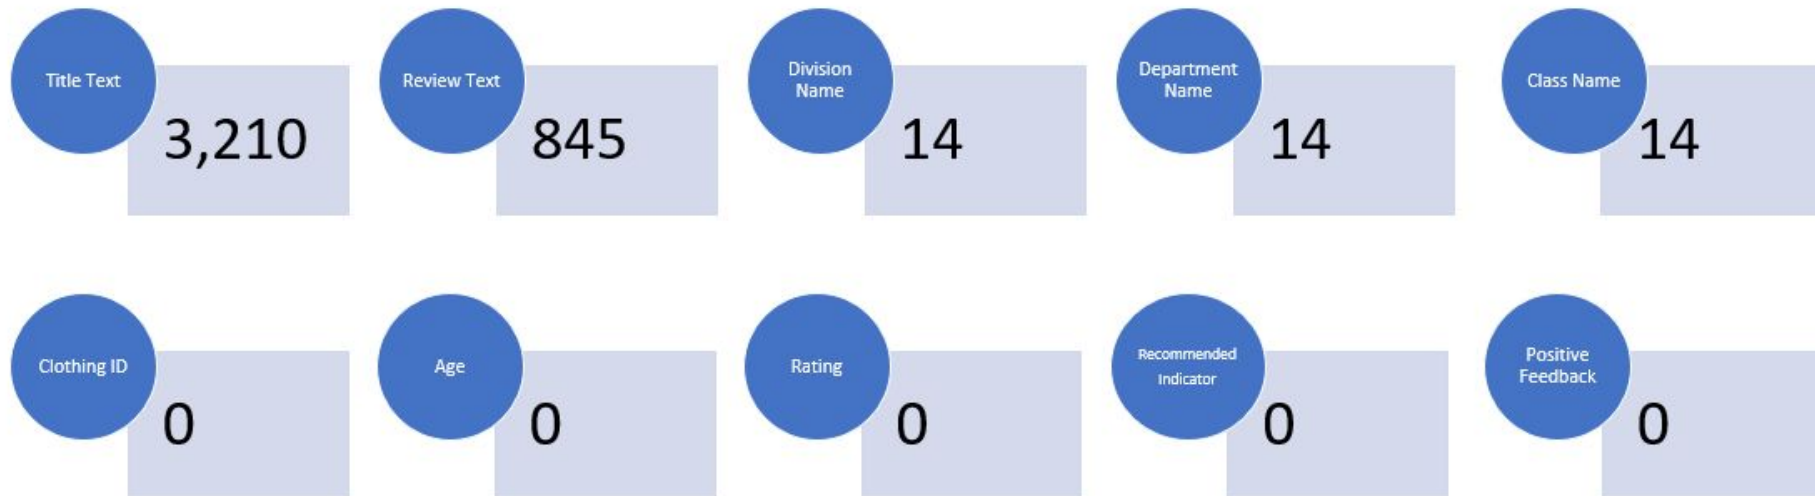 Title Text
3,210
Review Text
845
Division
Name
14
Department
Name
14
Class Name
14
Clothing ID
0
Age
0
Rating
0
Recommended
Indicator
0
Positive
Feedback
0